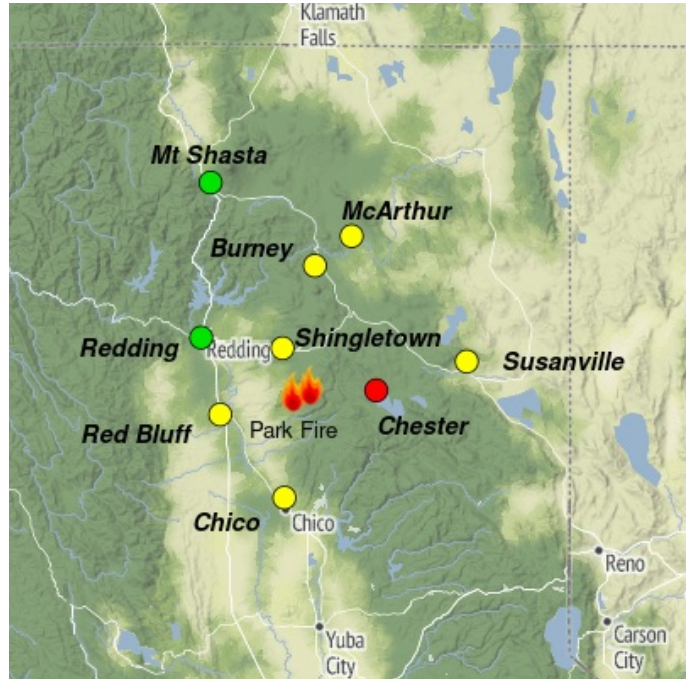 Klamath
Falls
Mt Shasta
McArthur
Burney
Shingletown
Redding
Redding
Susanville
Chester
Red Bluff
Park Fire
Chico
Chico
Reno
Yuba
City
Carson
City